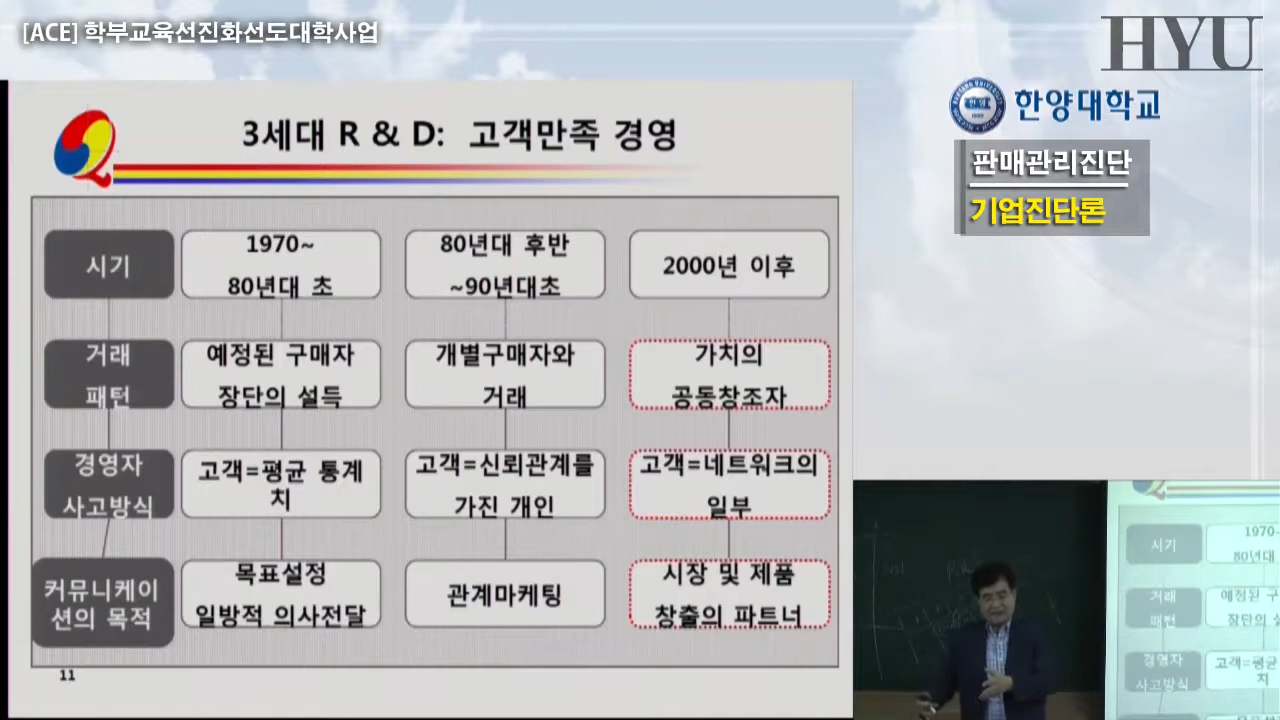 [ACE] 학부교육선진화선도대학사업
HYU
한양대학교
판매관리진단
기업진단론
3세대 R & D: 고객만족 경영
시기
1970~
80년대 초
80년대 후반
~90년대초
2000년 이후
거래
패턴
예정된 구매자
장단의 설득
개별구매자와
거래
가치의
공동창조자
경영자
사고방식
고객=평균 통계
치
고객=신뢰관계를
가진 개인
고객=네트워크의
일부
커뮤니케이
션의 목적
목표설정
일방적 의사전달
관계마케팅
시장 및 제품
창출의 파트너
11
시기
1970~
80년대
거래
패턴
예정된 구
장단의 설
경영자
사고방식
고객=평균
치